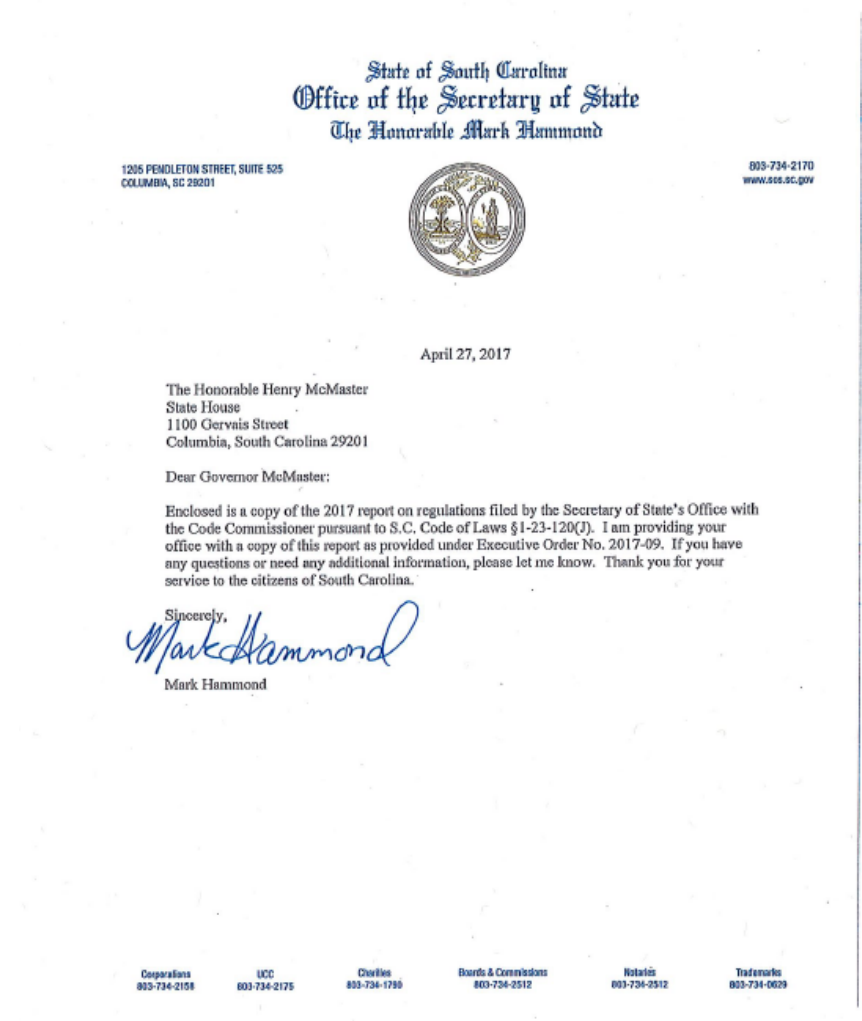 State of South Carolina
Office of the Secretary of State
The Honorable Mark Hammond
1205 PENDLETON STREET, SUITE 525
COLUMBIA, SC 29201
803-734-2170
www.sos.sc.gov
April 27, 2017
The Honorable Henry McMaster
State House
1100 Gervais Street
Columbia, South Carolina 29201
Dear Governor McMaster:
Enclosed is a copy of the 2017 report on regulations filed by the Secretary of State's Office with
the Code Commissioner pursuant to S.C. Code of Laws §1-23-120(J). I am providing your
office with a copy of this report as provided under Executive Order No. 2017-09. If you have
any questions or need any additional information, please let me know. Thank you for your
service to the citizens of South Carolina.
Sincerely,
Mark Hammond
Mark Hammond
Corporations UCC Charities Boards & Commissions Notaries Trademarks
803-734-2158 803-734-2175 803-734-1790 803-734-2512 803-734-2512 803-734-0629